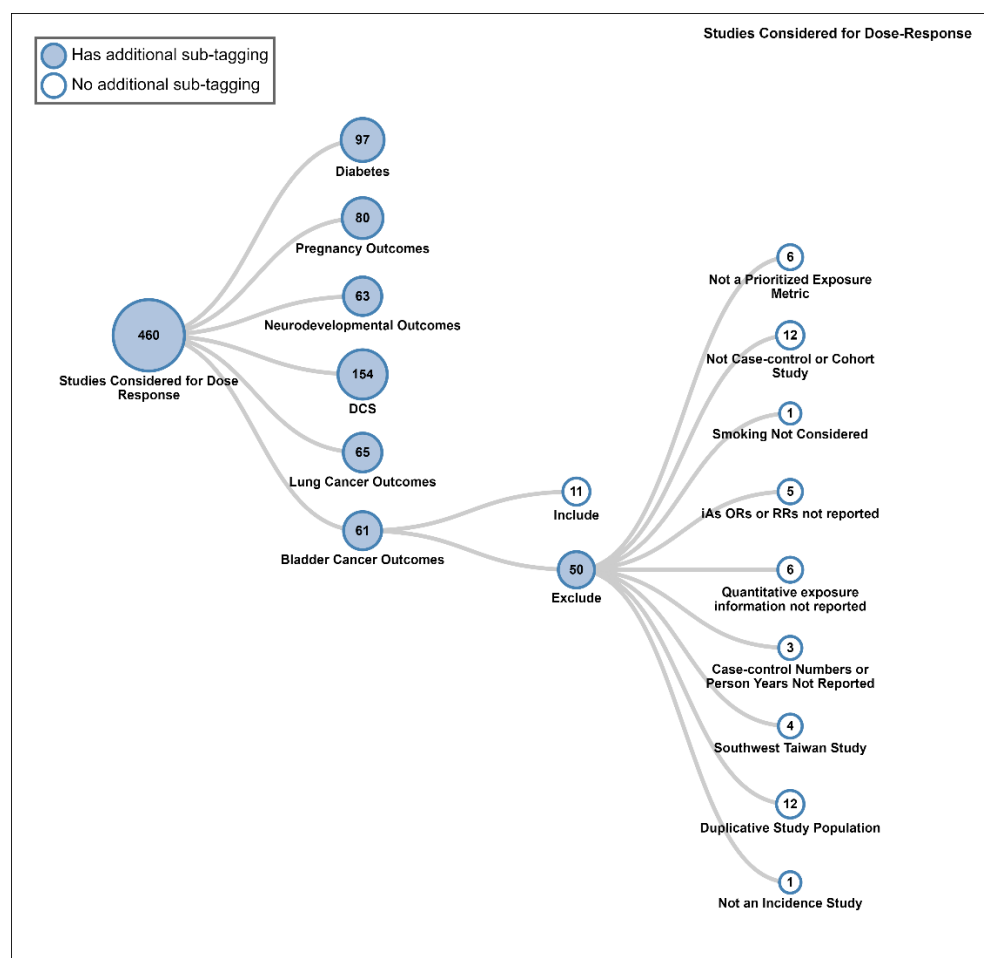 Studies Considered for Dose-Response
Has additional sub-tagging
No additional sub-tagging
460
Studies Considered for Dose
Response
97
Diabetes
80
Pregnancy Outcomes
63
Neurodevelopmental Outcomes
154
DCS
65
Lung Cancer Outcomes
61
Bladder Cancer Outcomes
11
Include
50
Exclude
6
Not a Prioritized Exposure
Metric
12
Not Case-control or Cohort
Study
1
Smoking Not Considered
5
iAs ORs or RRs not reported
6
Quantitative exposure
information not reported
3
Case-control Numbers or
Person Years Not Reported
4
Southwest Taiwan Study
12
Duplicative Study Population
1
Not an Incidence Study